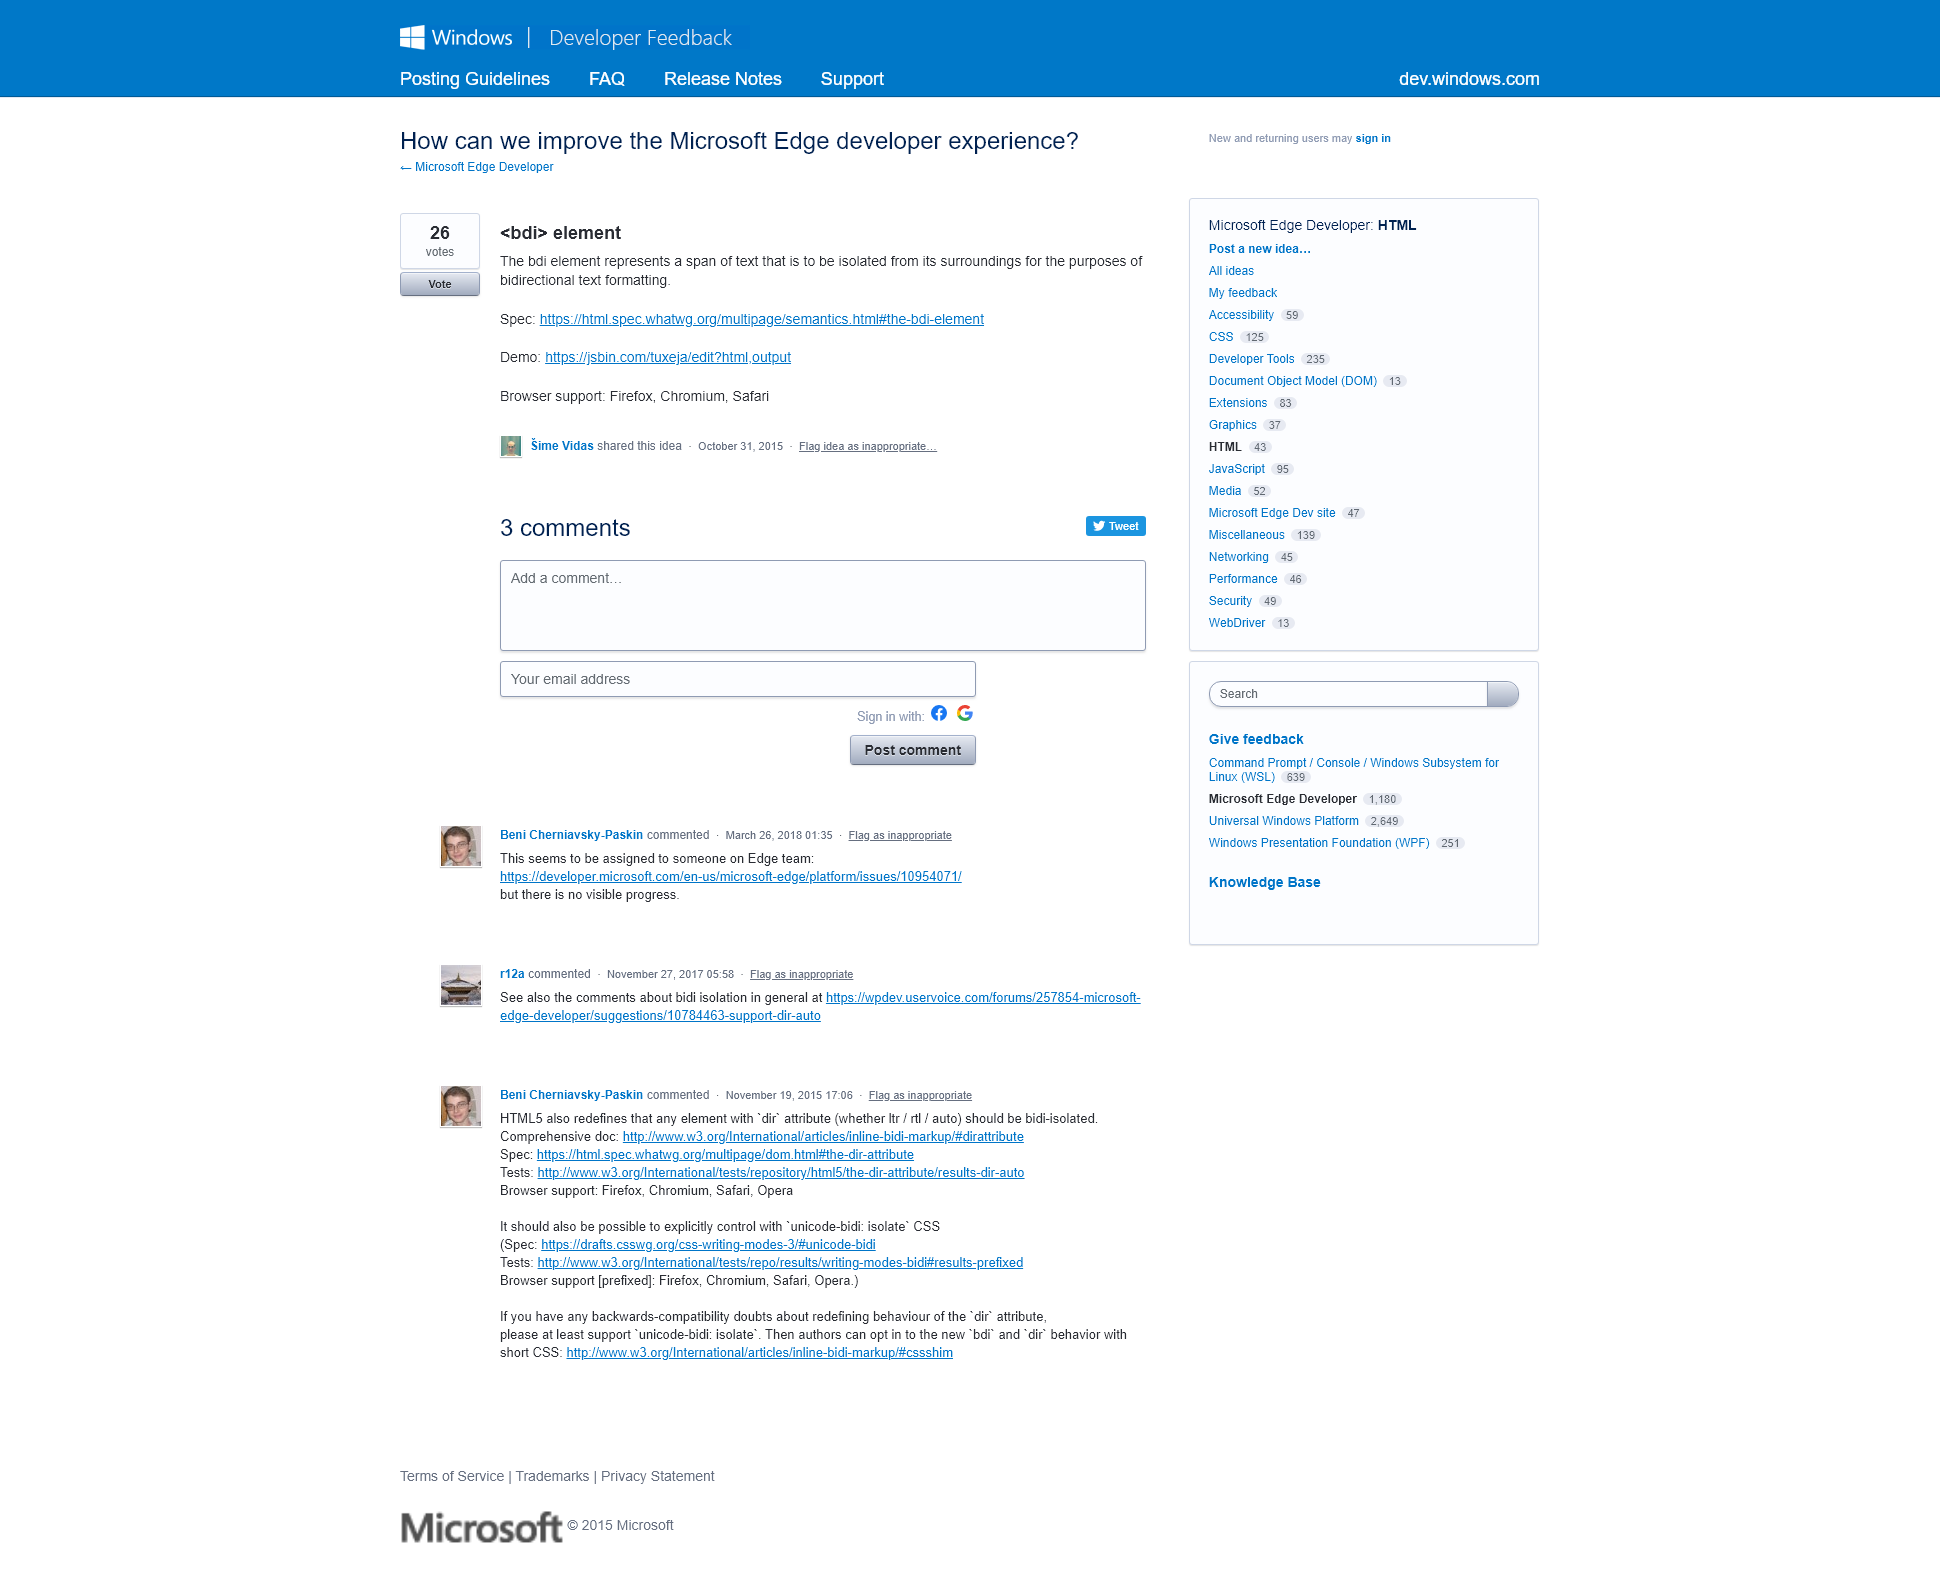 Windows | Developer Feedback
Posting Guidelines FAQ Release Notes Support dev.windows.com
How can we improve the Microsoft Edge developer experience?
← Microsoft Edge Developer
New and returning users may sign in
26
votes
Vote
<bdi> element
The bdi element represents a span of text that is to be isolated from its surroundings for the purposes of
bidirectional text formatting.
Spec: https://html.spec.whatwg.org/multipage/semantics.html#the-bdi-element
Demo: https://jsbin.com/tuxeja/edit?html,output
Browser support: Firefox, Chromium, Safari
Šime Vidas shared this idea · October 31, 2015 · Flag idea as inappropriate…
3 comments
Tweet
Add a comment…
Your email address
Sign in with:
Post comment
Beni Cherniavsky-Paskin commented · March 26, 2018 01:35 · Flag as inappropriate
This seems to be assigned to someone on Edge team:
https://developer.microsoft.com/en-us/microsoft-edge/platform/issues/10954071/
but there is no visible progress.
r12a commented · November 27, 2017 05:58 · Flag as inappropriate
See also the comments about bidi isolation in general at https://wpdev.uservoice.com/forums/257854-microsoft-
edge-developer/suggestions/10784463-support-dir-auto
Beni Cherniavsky-Paskin commented · November 19, 2015 17:06 · Flag as inappropriate
HTML5 also redefines that any element with `dir` attribute (whether ltr / rtl / auto) should be bidi-isolated.
Comprehensive doc: http://www.w3.org/International/articles/inline-bidi-markup/#dirattribute
Spec: https://html.spec.whatwg.org/multipage/dom.html#the-dir-attribute
Tests: http://www.w3.org/International/tests/repository/html5/the-dir-attribute/results-dir-auto
Browser support: Firefox, Chromium, Safari, Opera
It should also be possible to explicitly control with `unicode-bidi: isolate` CSS
(Spec: https://drafts.csswg.org/css-writing-modes-3/#unicode-bidi
Tests: http://www.w3.org/International/tests/repo/results/writing-modes-bidi#results-prefixed
Browser support [prefixed]: Firefox, Chromium, Safari, Opera.)
If you have any backwards-compatibility doubts about redefining behaviour of the `dir` attribute,
please at least support `unicode-bidi: isolate`. Then authors can opt in to the new `bdi` and `dir` behavior with
short CSS: http://www.w3.org/International/articles/inline-bidi-markup/#cssshim
Microsoft Edge Developer: HTML
Post a new idea…
All ideas
My feedback
Accessibility 59
CSS 125
Developer Tools 235
Document Object Model (DOM) 13
Extensions 83
Graphics 37
HTML 43
JavaScript 95
Media 52
Microsoft Edge Dev site 47
Miscellaneous 139
Networking 45
Performance 46
Security 49
WebDriver 13
Search
Give feedback
Command Prompt / Console / Windows Subsystem for
Linux (WSL) 639
Microsoft Edge Developer 1,180
Universal Windows Platform 2,649
Windows Presentation Foundation (WPF) 251
Knowledge Base
Terms of Service | Trademarks | Privacy Statement
Microsoft © 2015 Microsoft